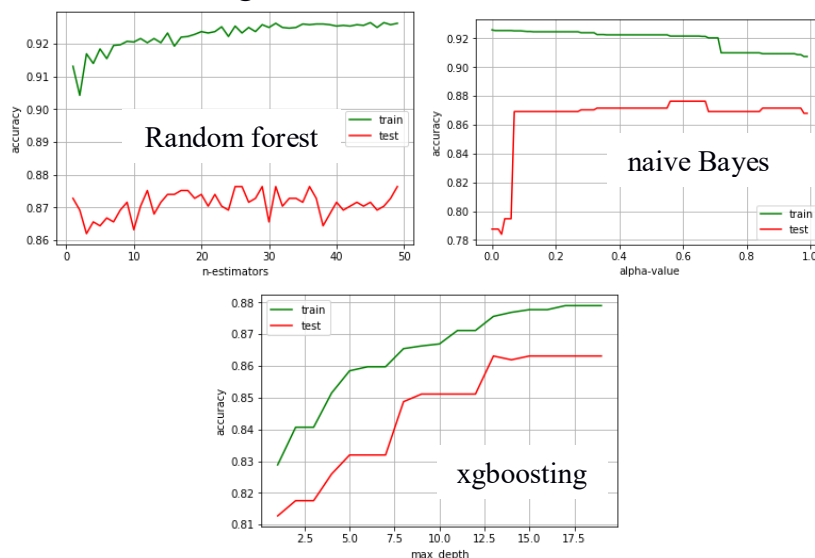 0.92
0.91
0.90
0.89
0.88
0.87
0.86
accuracy
Random forest
train
test
0 10 20 30 40 50
n-estimators
0.92
0.90
0.88
0.86
0.84
0.82
0.80
0.78
accuracy
naive Bayes
train
test
0.0 0.2 0.4 0.6 0.8 1.0
alpha-value
0.88
0.87
0.86
0.85
0.84
0.83
0.82
0.81
accuracy
train
test
xgboosting
2.5 5.0 7.5 10.0 12.5 15.0 17.5
max_depth